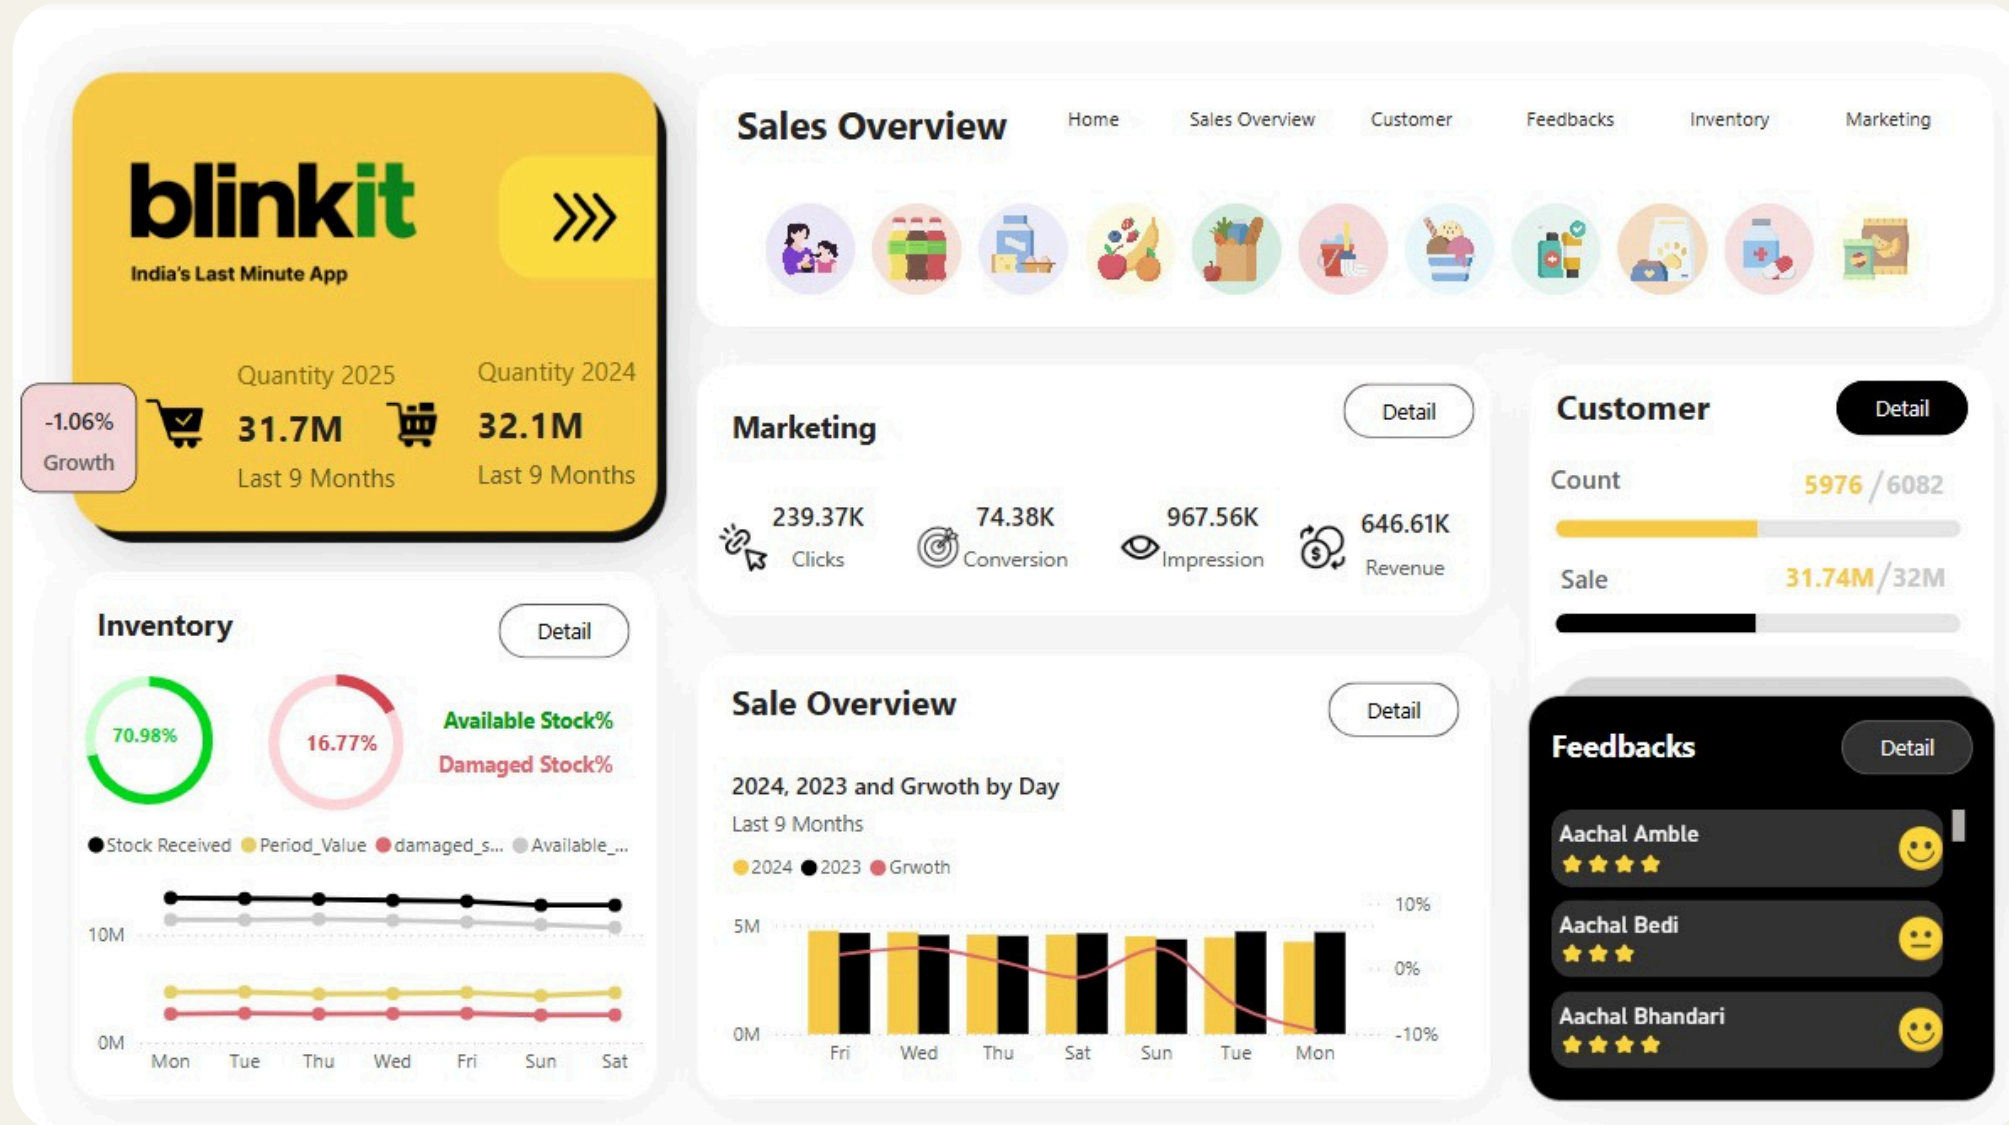 blinkit
India's Last Minute App
Quantity 2025
31.7M
Last 9 Months
Quantity 2024
32.1M
Last 9 Months
-1.06%
Growth
Sales Overview
Home
Sales Overview
Customer
Feedbacks
Inventory
Marketing
Marketing
Detail
239.37K
Clicks
74.38K
Conversion
967.56K
Impression
646.61K
Revenue
Customer
Detail
Count
5976 /6082
Sale
31.74M/32M
Inventory
Detail
70.98%
16.77%
Available Stock%
Damaged Stock%
Stock Received Period_Value damaged_s... Available_...
10M
0M
Mon Tue Thu Wed Fri Sun Sat
Sale Overview
Detail
2024, 2023 and Grwoth by Day
Last 9 Months
2024 2023 Grwoth
5M
0M
10%
0%
-10%
Fri Wed Thu Sat Sun Tue Mon
Feedbacks
Detail
Aachal Amble
Aachal Bedi
Aachal Bhandari